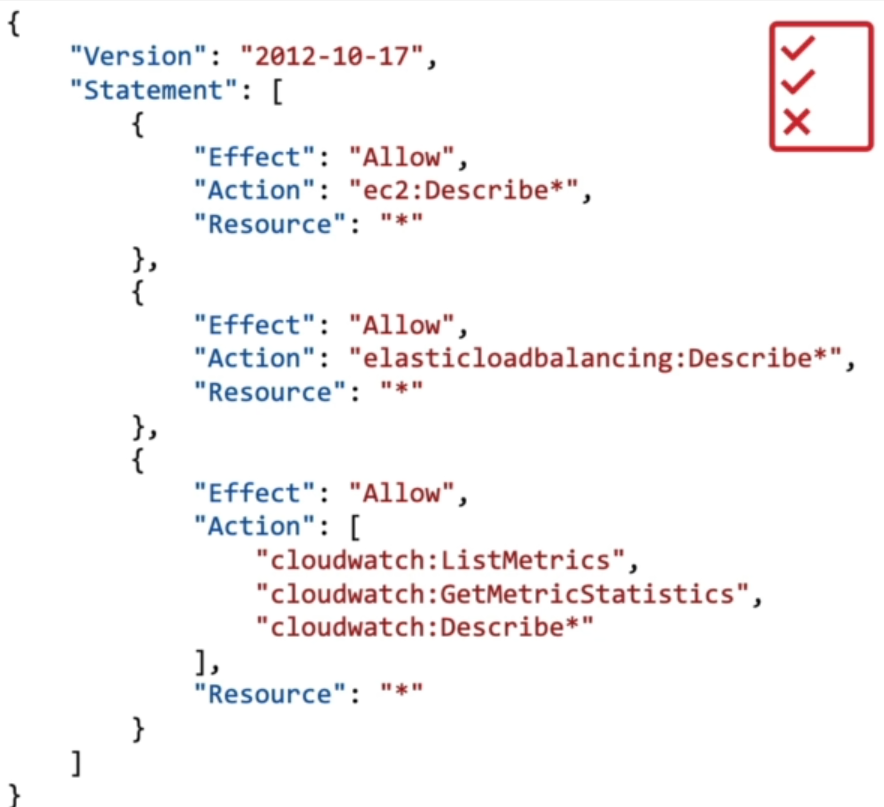 {
"Version": "2012-10-17",
"Statement": [
{
"Effect": "Allow",
"Action": "ec2:Describe*",
"Resource": "*"
},
{
"Effect": "Allow",
"Action": "elasticloadbalancing:Describe*",
"Resource": "*"
},
{
"Effect": "Allow",
"Action": [
"cloudwatch:ListMetrics",
"cloudwatch:GetMetricStatistics",
"cloudwatch:Describe*"
],
"Resource": "*"
}
]
}